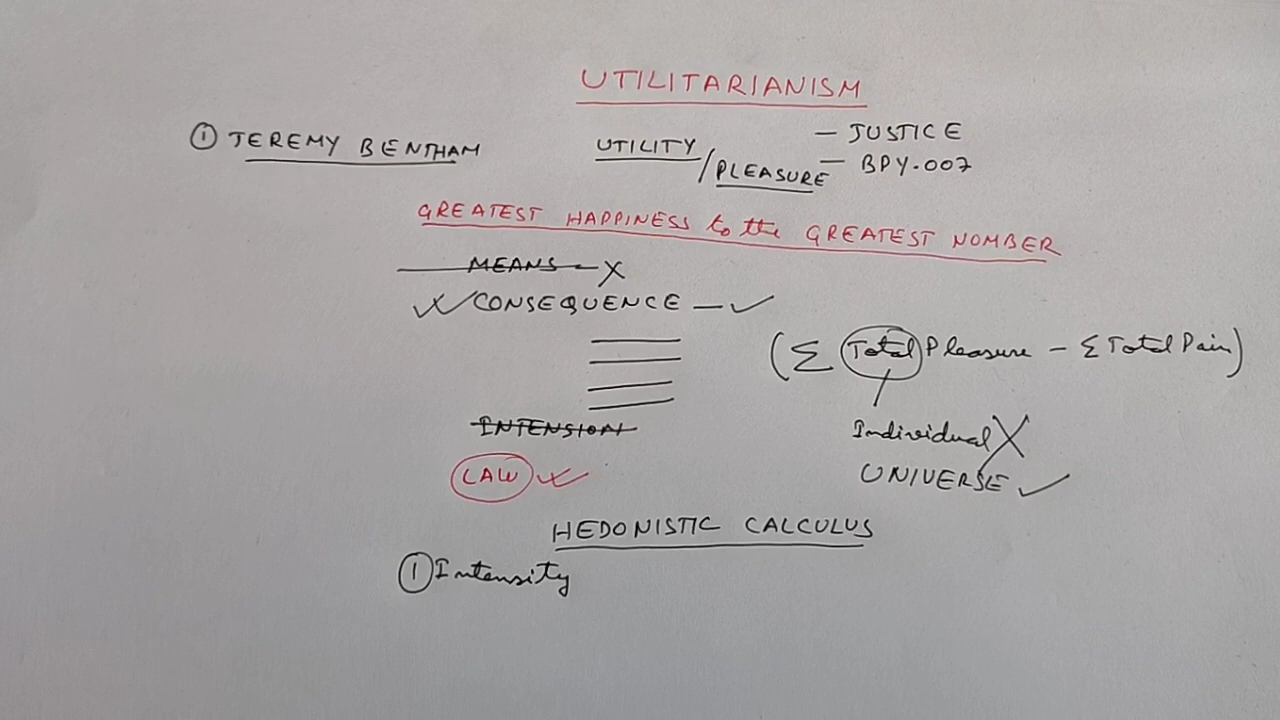 UTILITARIANISM
① JEREMY BENTHAM
UTILITY / PLEASURE
— JUSTICE
— BPY.007
GREATEST HAPPINESS to the GREATEST NOMBER
MEANS — X
CONSEQUENCE — ✓
(Σ Total Pleasure – Σ Total Pain)
INTENSION
Individual X
LAW
UNIVERSE ✓
HEDONISTIC CALCULUS
① Intensity